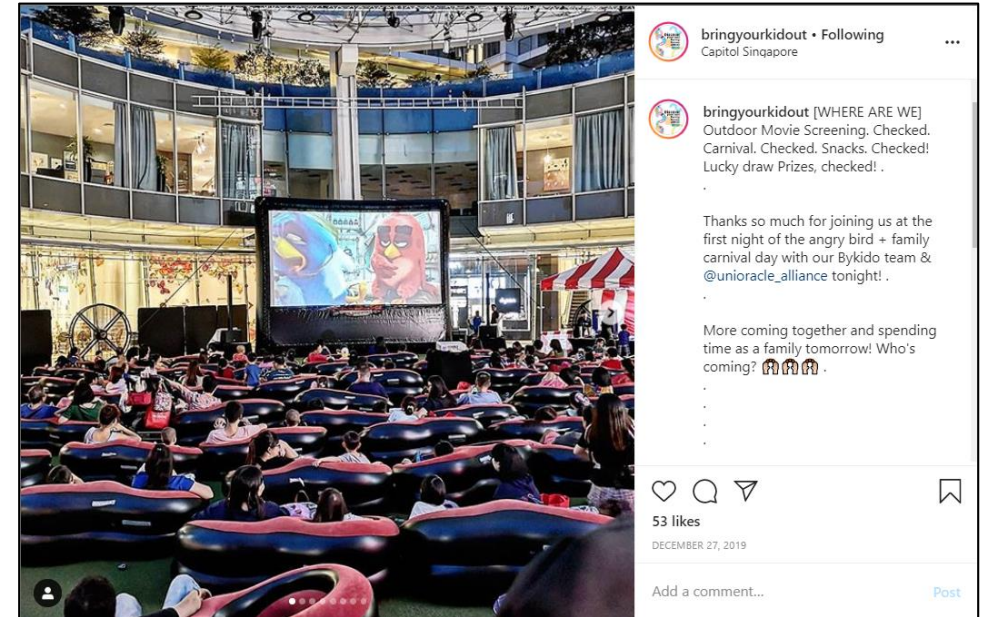 bringyourkidout • Following
Capitol Singapore
bringyourkidout [WHERE ARE WE]
Outdoor Movie Screening. Checked.
Carnival. Checked. Snacks. Checked!
Lucky draw Prizes, checked! .
.
Thanks so much for joining us at the
first night of the angry bird + family
carnival day with our Bykido team &
@unioracle_alliance tonight! .
.
More coming together and spending
time as a family tomorrow! Who's
coming? 🙆🙆🙆 .
.
.
.
.
53 likes
DECEMBER 27, 2019
Add a comment...
Post